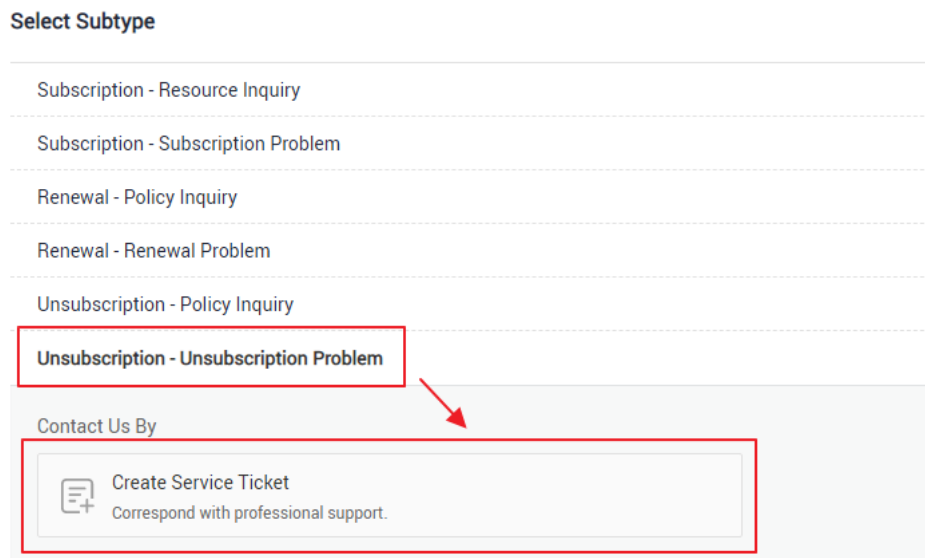 Select Subtype
Subscription - Resource Inquiry
Subscription - Subscription Problem
Renewal - Policy Inquiry
Renewal - Renewal Problem
Unsubscription - Policy Inquiry
Unsubscription - Unsubscription Problem
Contact Us By
Create Service Ticket
Correspond with professional support.